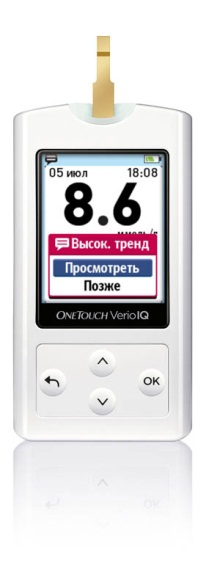 05 июл 18:08
8.6
ммоль/л
Высок. тренд
Просмотреть
Позже
ONETOUCH VerioIQ
OK